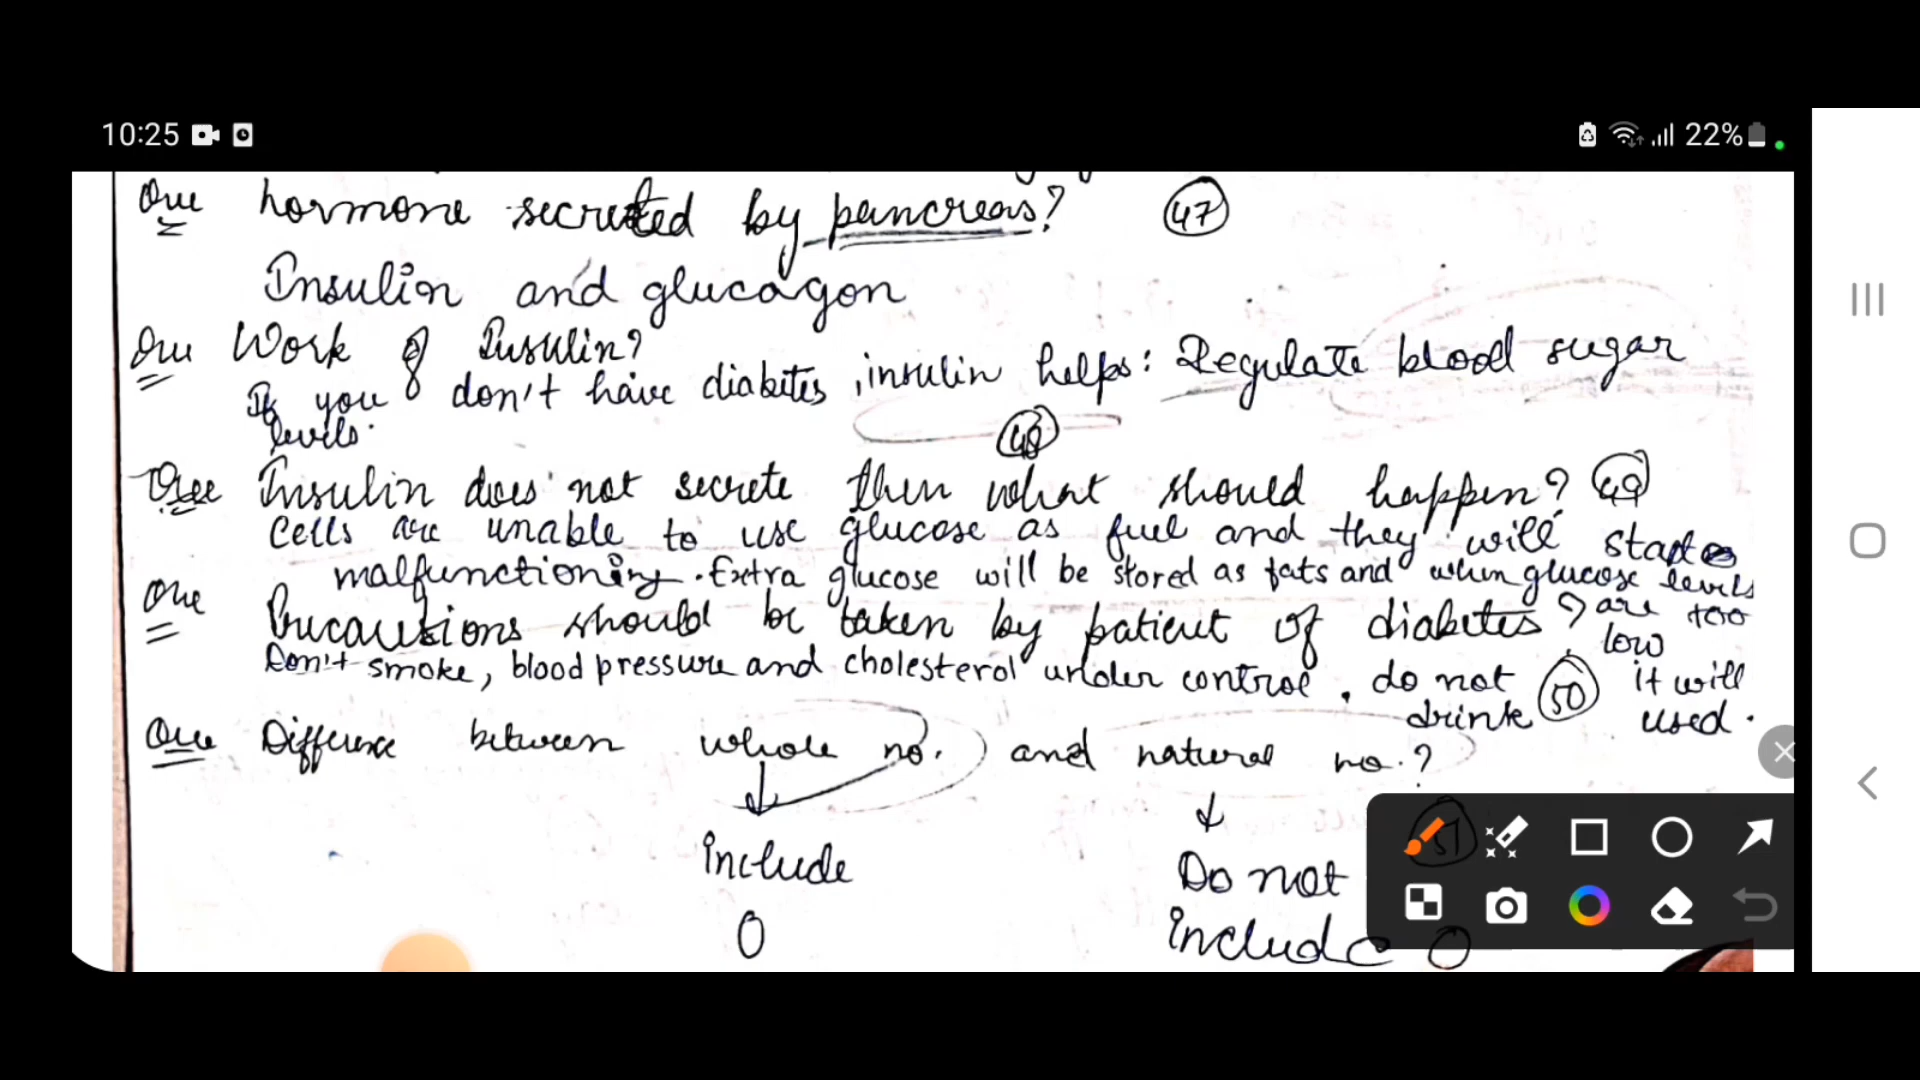 10:25 22%
Que hormone secreted by pancreas? 47
Insulin and glucagon
Que Work of Insulin?
If you don't have diabites, insulin helps: Regulate blood sugar
levels.
48
Que Insulin does not secrete then what should happen? 49
Cells are unable to use glucose as fuel and they will start
malfunctioning. Extra glucose will be stored as fats and when glucose levels
are too
low
it will
used.
Que Precautions should be taken by patient of diabetes?
Don't smoke, blood pressure and cholesterol under control, do not
drink 50
Que Difference between whole no. and natural no.?
51
Include
0
Do not
include 0